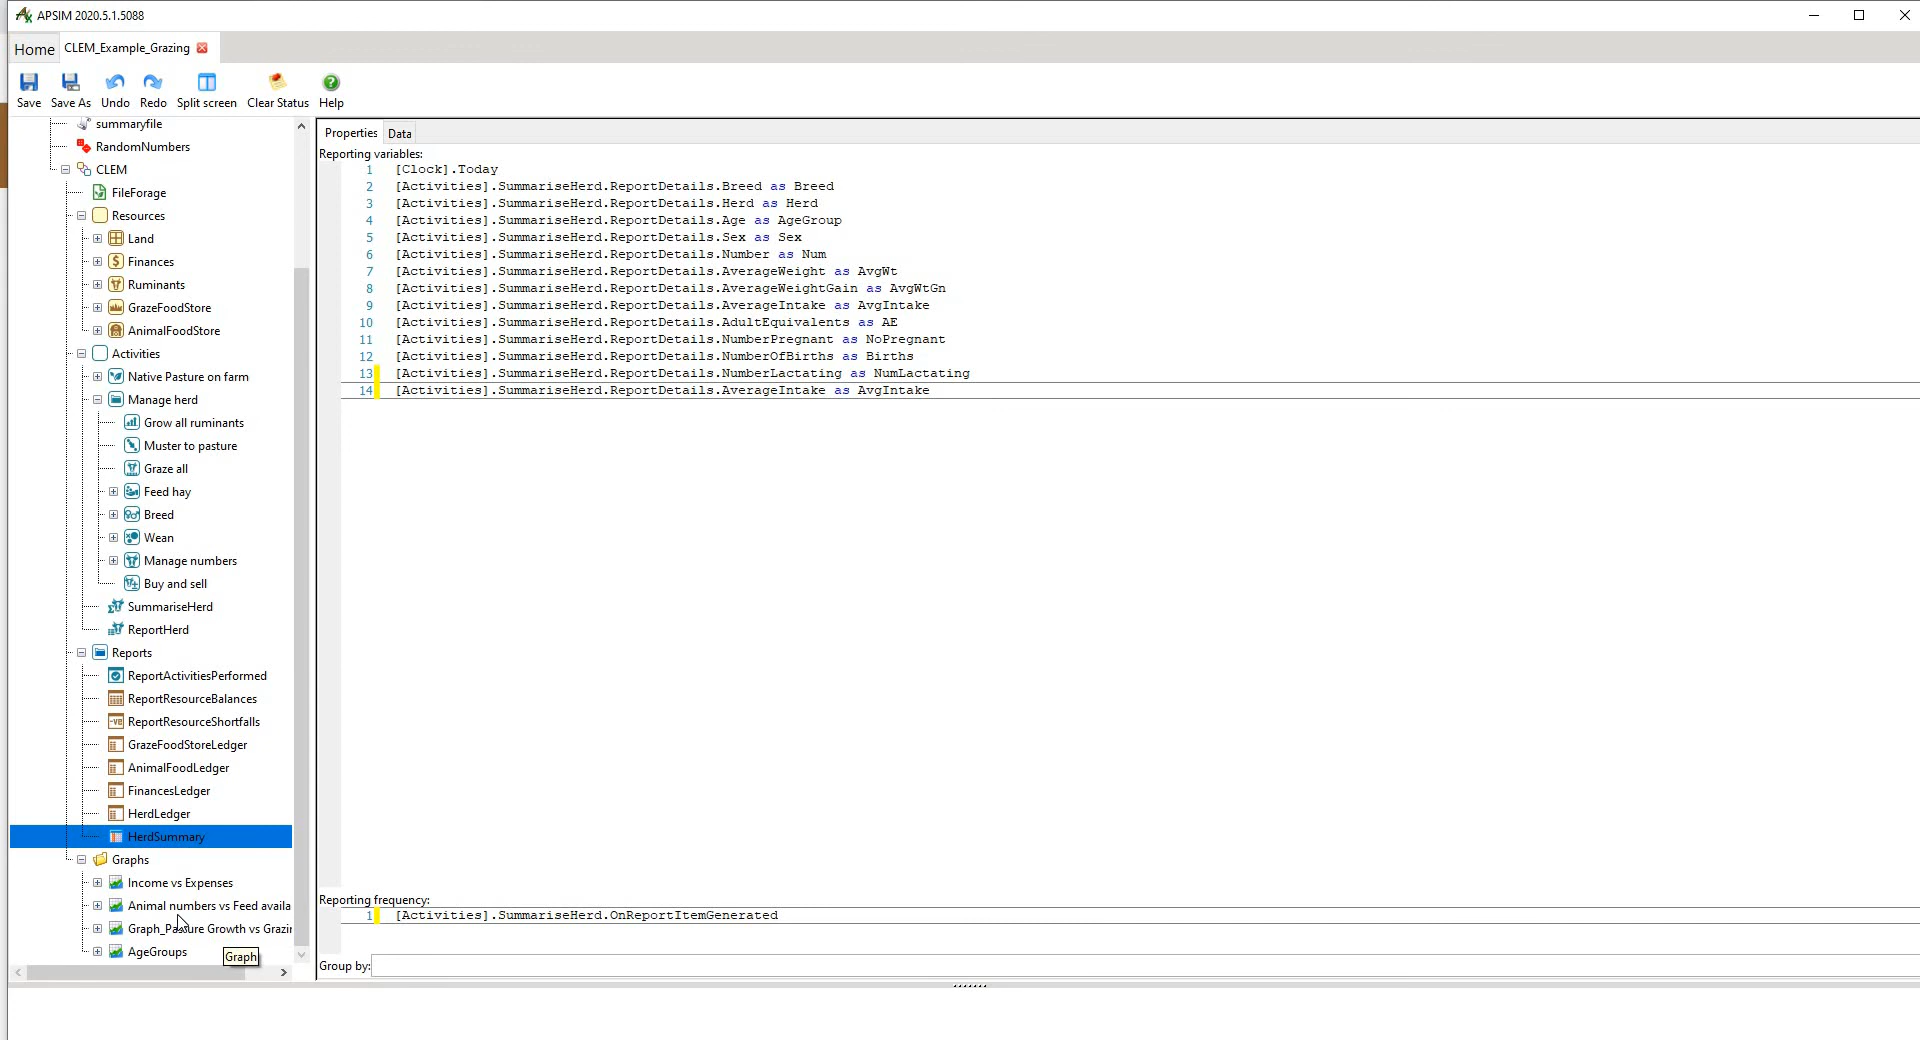 APSIM 2020.5.1.5088
Home
CLEM_Example_Grazing
Save
Save As
Undo
Redo
Split screen
Clear Status
Help
summaryfile
RandomNumbers
CLEM
FileForage
Resources
Land
Finances
Ruminants
GrazeFoodStore
AnimalFoodStore
Activities
Native Pasture on farm
Manage herd
Grow all ruminants
Muster to pasture
Graze all
Feed hay
Breed
Wean
Manage numbers
Buy and sell
SummariseHerd
ReportHerd
Reports
ReportActivitiesPerformed
ReportResourceBalances
ReportResourceShortfalls
GrazeFoodStoreLedger
AnimalFoodLedger
FinancesLedger
HerdLedger
HerdSummary
Graphs
Income vs Expenses
Animal numbers vs Feed availa
Graph_Pasture Growth vs Grazin
AgeGroups
Graph
Properties
Data
Reporting variables:
1 [Clock].Today
2 [Activities].SummariseHerd.ReportDetails.Breed as Breed
3 [Activities].SummariseHerd.ReportDetails.Herd as Herd
4 [Activities].SummariseHerd.ReportDetails.Age as AgeGroup
5 [Activities].SummariseHerd.ReportDetails.Sex as Sex
6 [Activities].SummariseHerd.ReportDetails.Number as Num
7 [Activities].SummariseHerd.ReportDetails.AverageWeight as AvgWt
8 [Activities].SummariseHerd.ReportDetails.AverageWeightGain as AvgWtGn
9 [Activities].SummariseHerd.ReportDetails.AverageIntake as AvgIntake
10 [Activities].SummariseHerd.ReportDetails.AdultEquivalents as AE
11 [Activities].SummariseHerd.ReportDetails.NumberPregnant as NoPregnant
12 [Activities].SummariseHerd.ReportDetails.NumberOfBirths as Births
13 [Activities].SummariseHerd.ReportDetails.NumberLactating as NumLactating
14 [Activities].SummariseHerd.ReportDetails.AverageIntake as AvgIntake
Reporting frequency:
1 [Activities].SummariseHerd.OnReportItemGenerated
Group by: